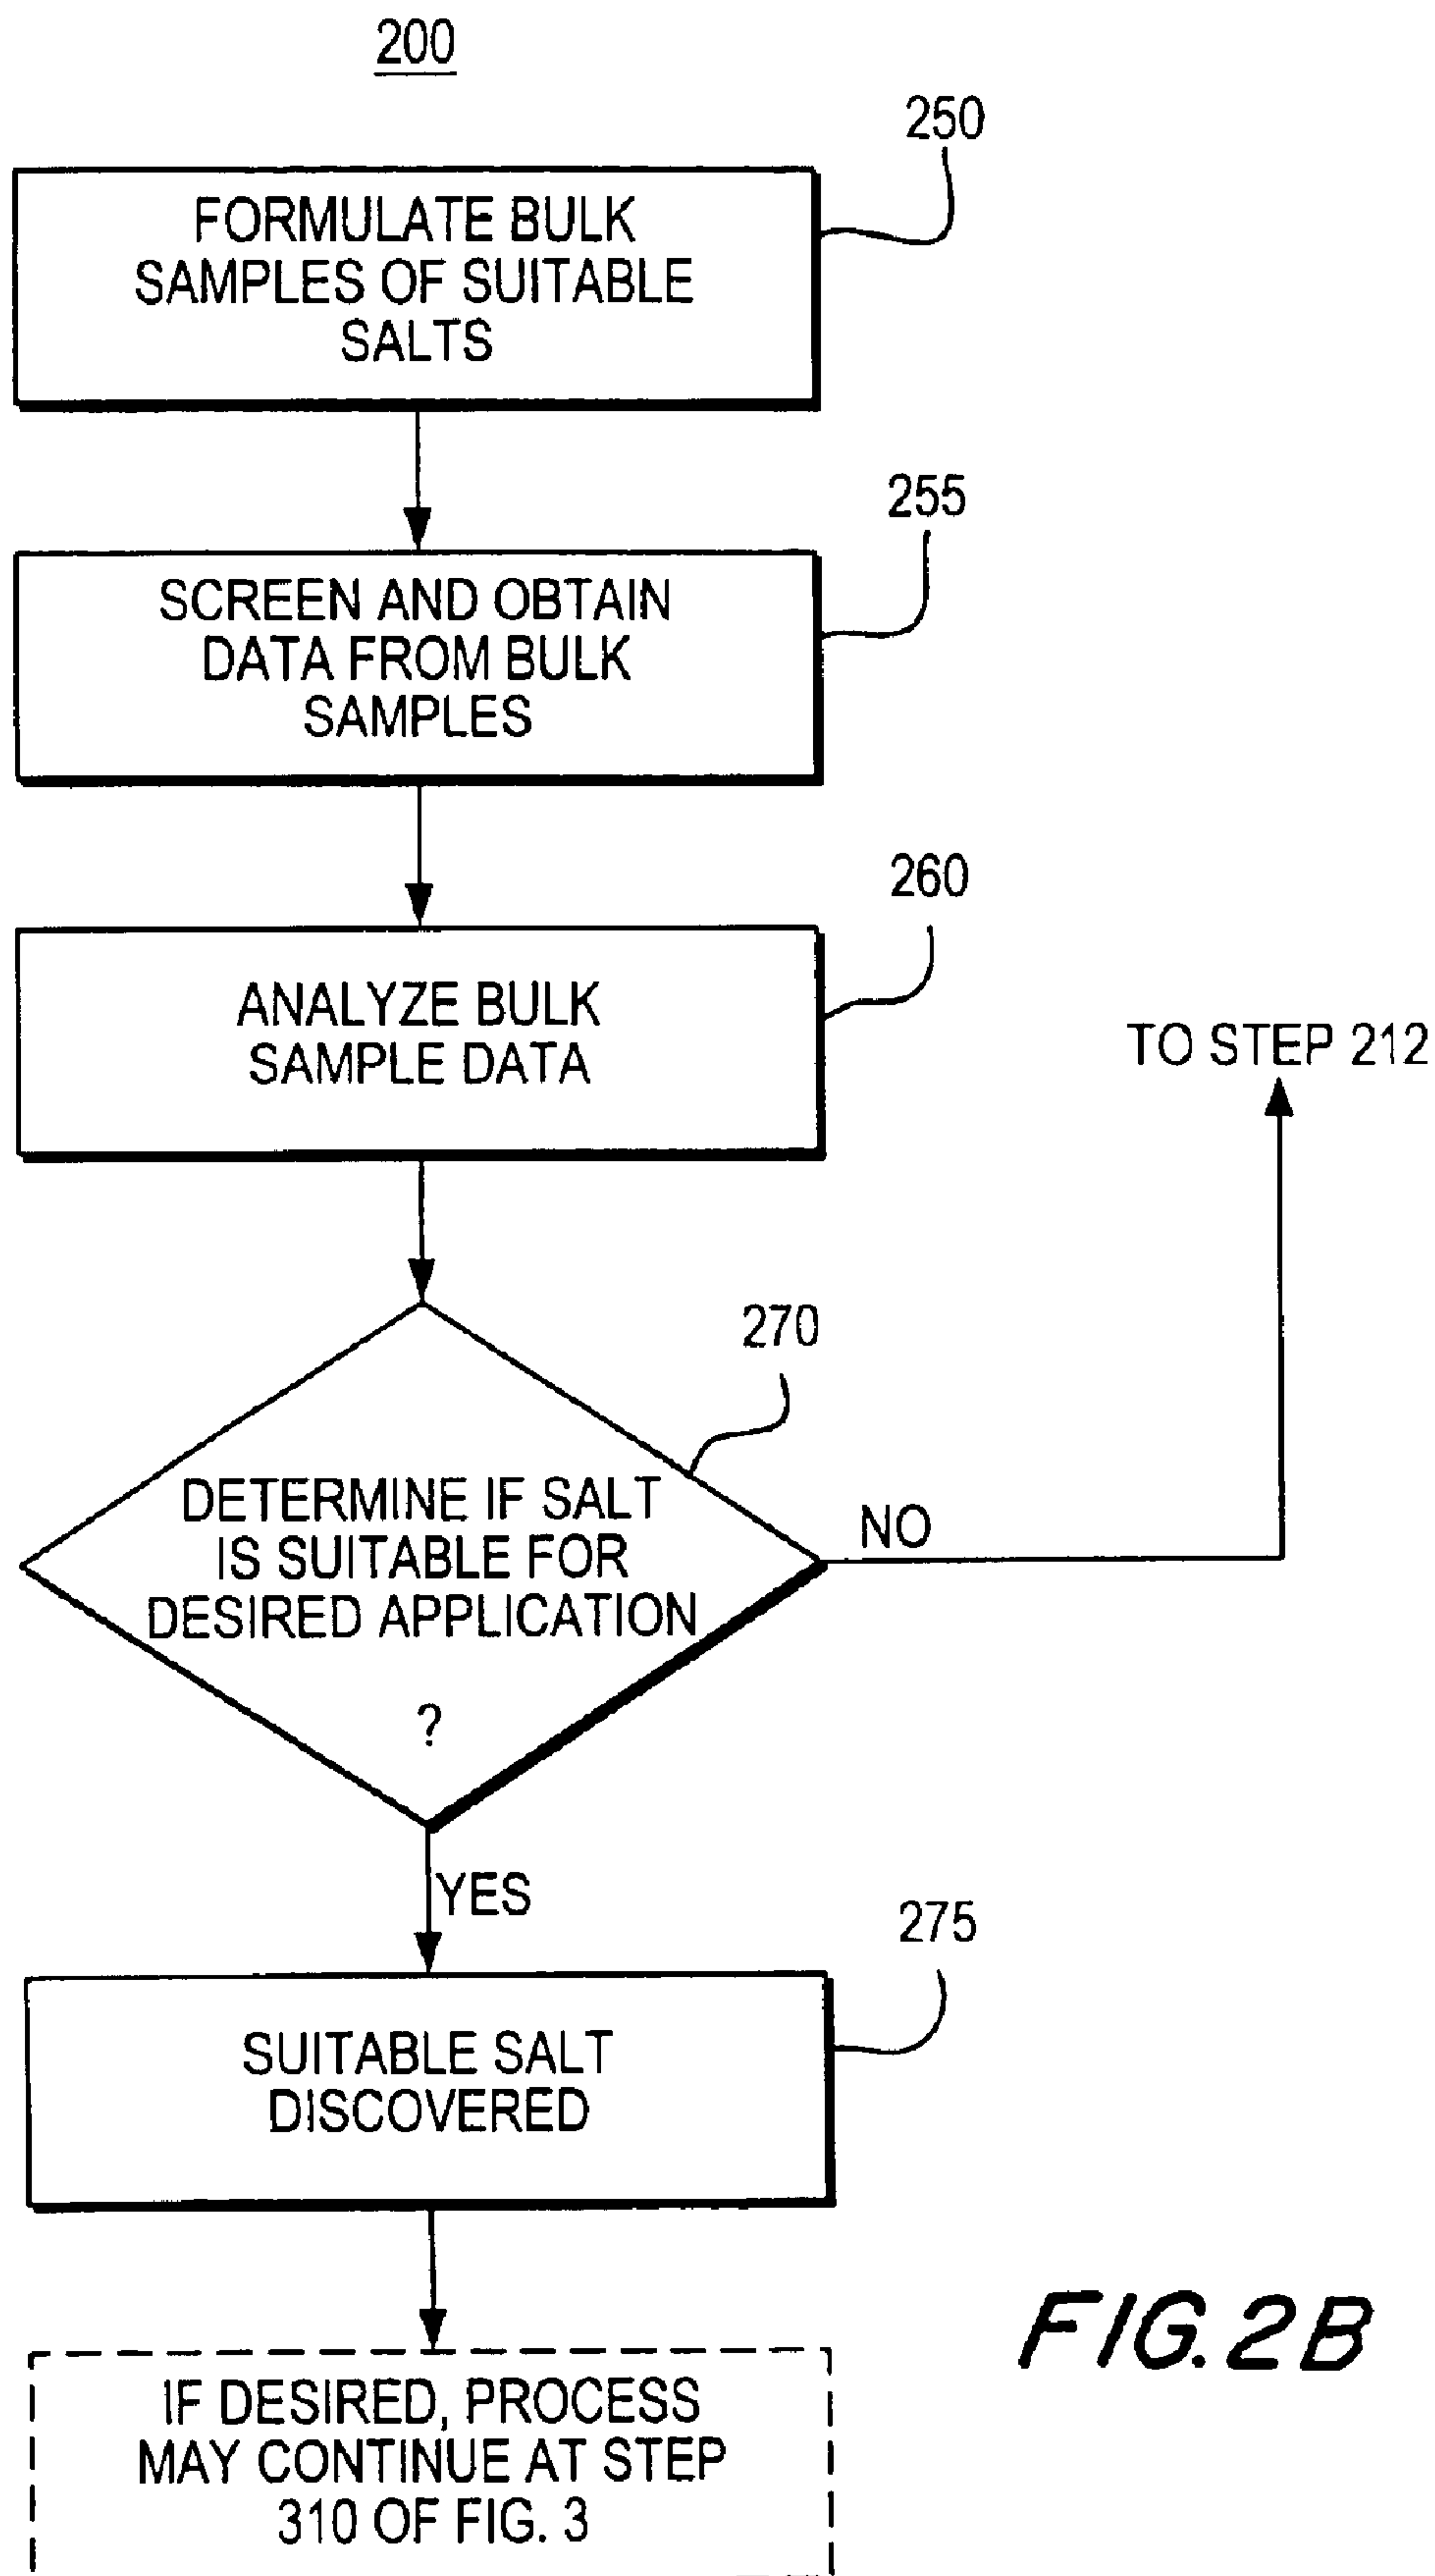 200
250
FORMULATE BULK
SAMPLES OF SUITABLE
SALTS
255
SCREEN AND OBTAIN
DATA FROM BULK
SAMPLES
260
ANALYZE BULK
SAMPLE DATA
TO STEP 212
270
DETERMINE IF SALT
IS SUITABLE FOR
DESIRED APPLICATION
?
NO
YES
275
SUITABLE SALT
DISCOVERED
IF DESIRED, PROCESS
MAY CONTINUE AT STEP
310 OF FIG. 3
FIG. 2B